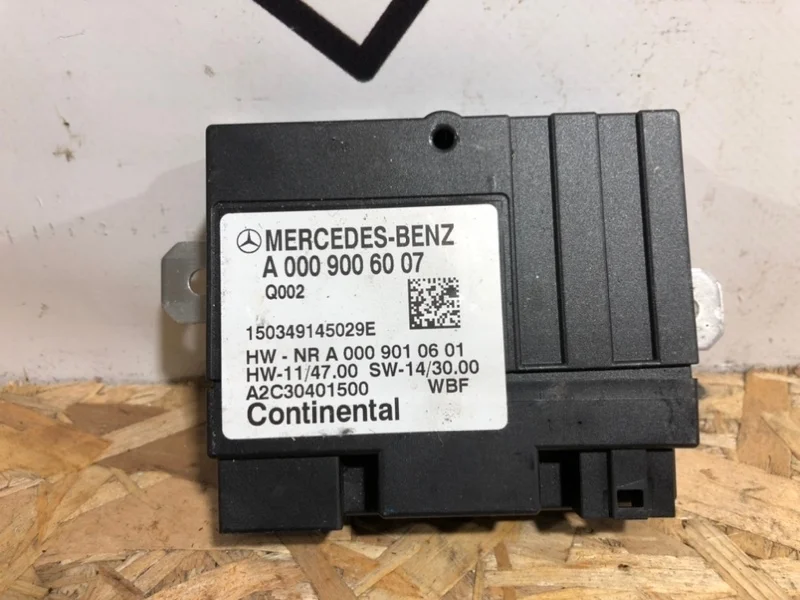 MERCEDES-BENZ
A 000 900 60 07
Q002
150349145029E
HW - NR A 000 901 06 01
HW-11/47.00 SW-14/30.00
A2C30401500 WBF
Continental